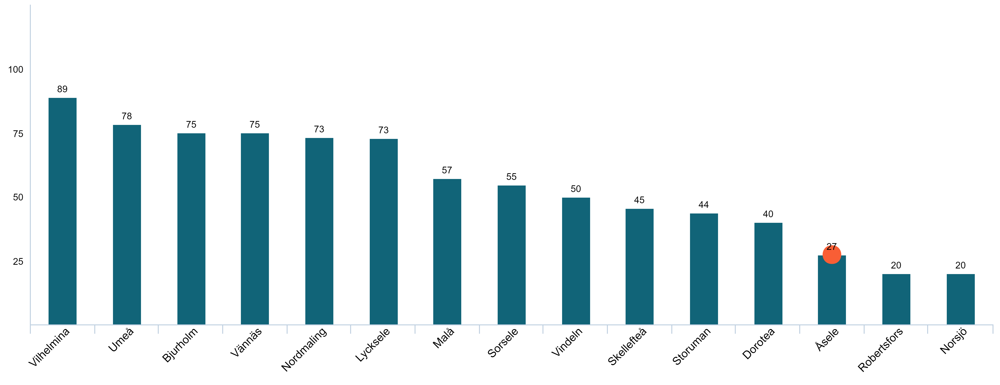 100
75
50
25
89
78
75
75
73
73
57
55
50
45
44
40
27
20
20
Vilhelmina
Umeå
Bjurholm
Vännäs
Nordmaling
Lycksele
Malå
Sorsele
Vindeln
Skellefteå
Storuman
Dorotea
Åsele
Robertsfors
Norsjö